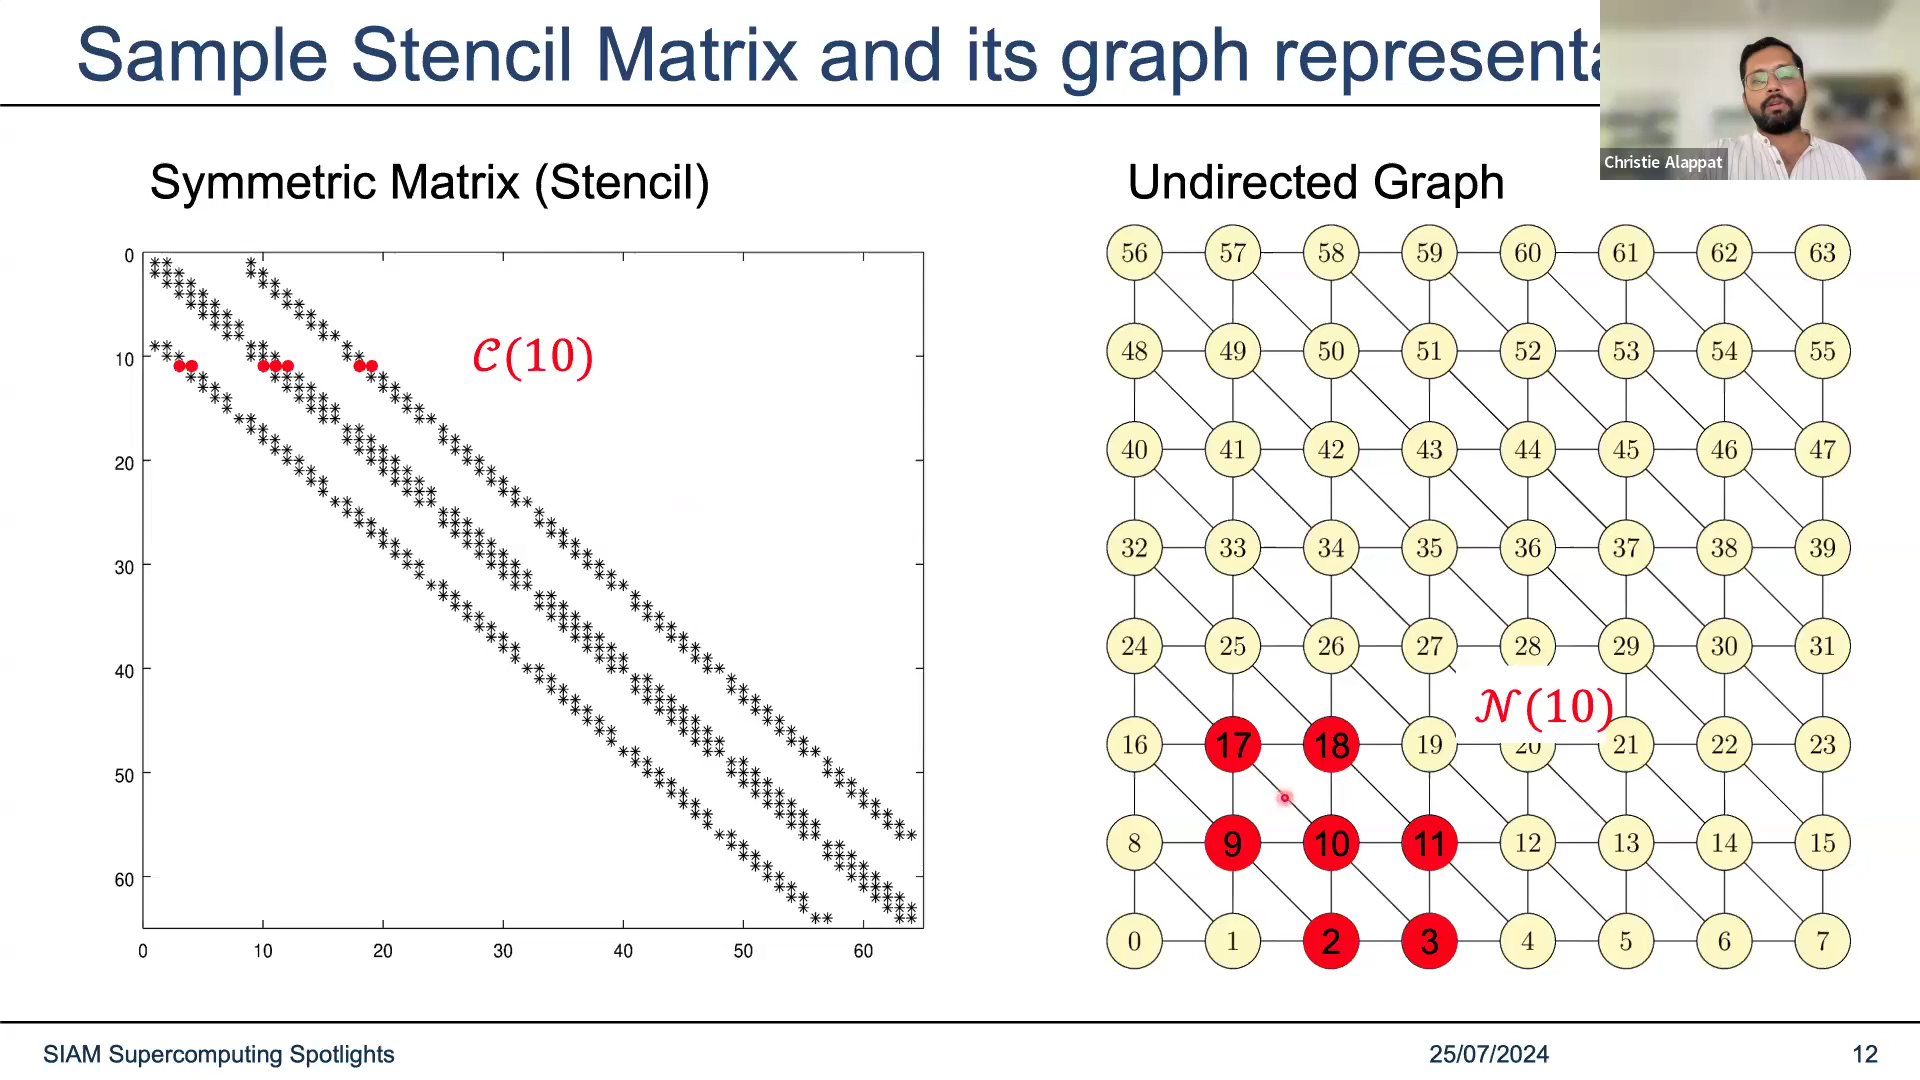 Sample Stencil Matrix and its graph representa
Christie Alappat
Symmetric Matrix (Stencil)
Undirected Graph
0
10
20
30
40
50
60
0 10 20 30 40 50 60
𝒞(10)
56 57 58 59 60 61 62 63
48 49 50 51 52 53 54 55
40 41 42 43 44 45 46 47
32 33 34 35 36 37 38 39
24 25 26 27 28 29 30 31
𝒩(10)
16 17 18 19 20 21 22 23
8 9 10 11 12 13 14 15
0 1 2 3 4 5 6 7
SIAM Supercomputing Spotlights
25/07/2024
12